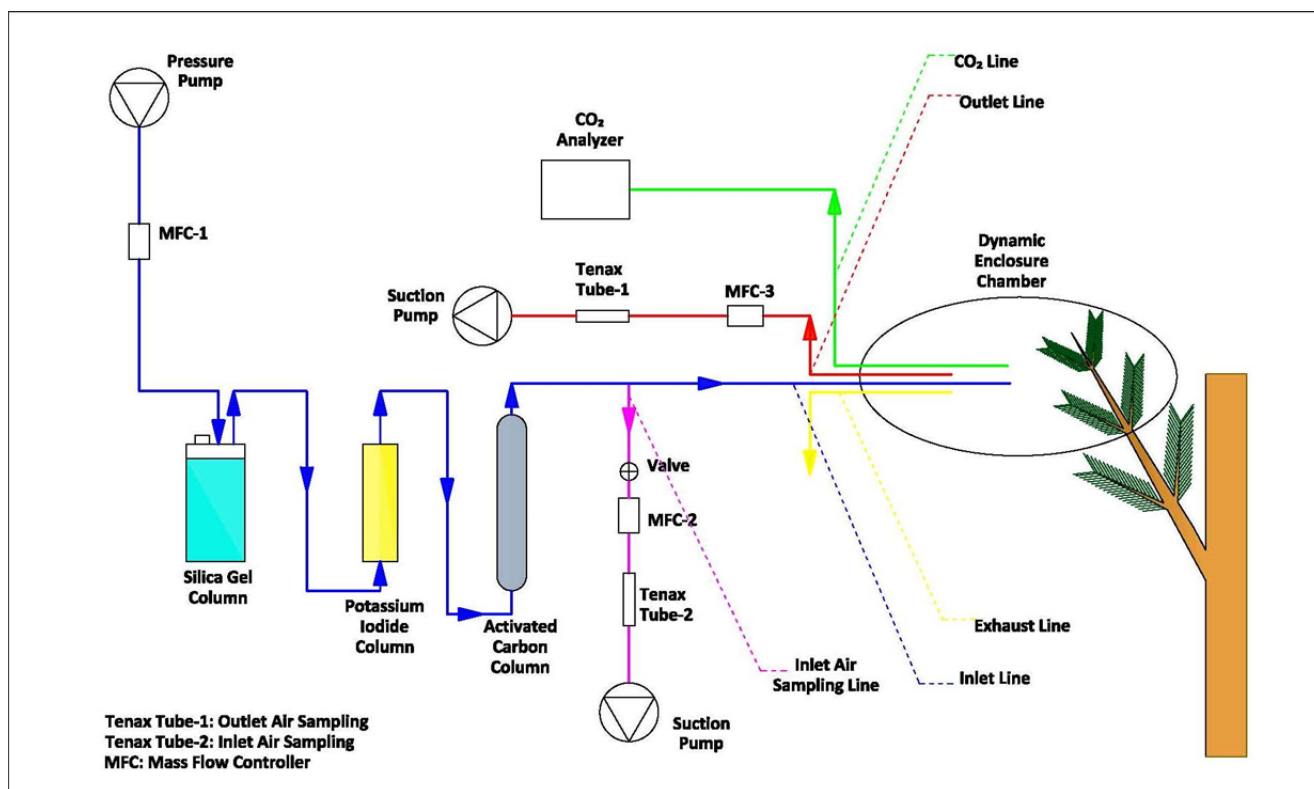 Pressure
Pump
MFC-1
CO₂ Line
Outlet Line
CO₂
Analyzer
Dynamic
Enclosure
Chamber
Tenax
Tube-1
MFC-3
Suction
Pump
Valve
MFC-2
Silica Gel
Column
Potassium
Iodide
Column
Activated
Carbon
Column
Tenax
Tube-2
Exhaust Line
Inlet Air
Sampling Line
Inlet Line
Suction
Pump
Tenax Tube-1: Outlet Air Sampling
Tenax Tube-2: Inlet Air Sampling
MFC: Mass Flow Controller